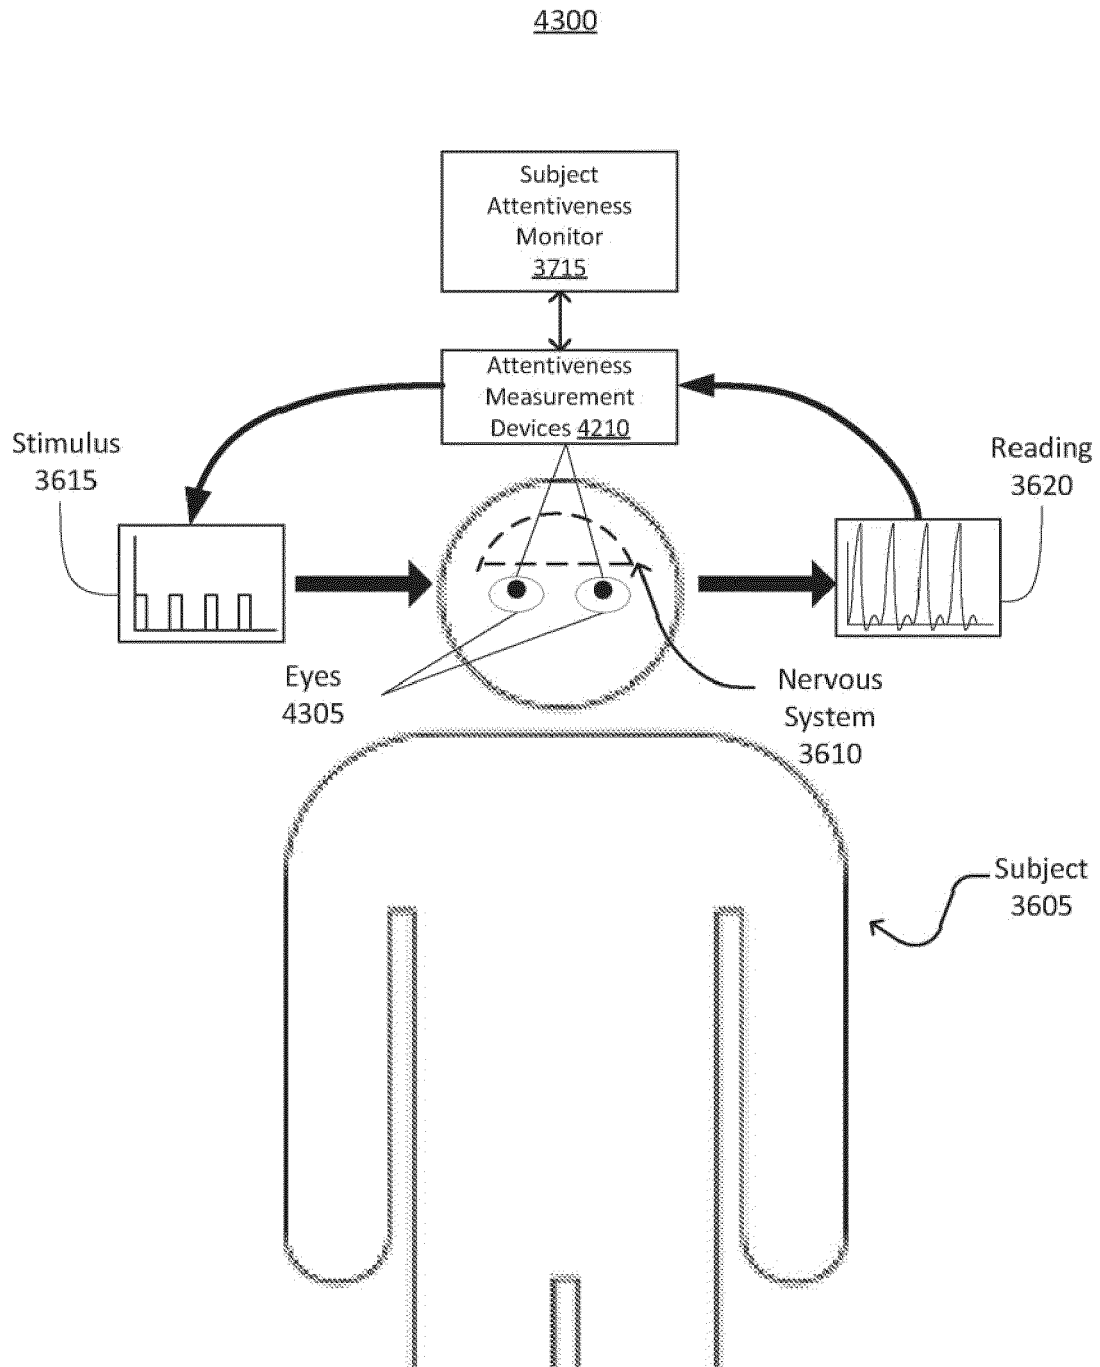 4300
Subject
Attentiveness
Monitor
3715
Attentiveness
Measurement
Devices 4210
Stimulus
3615
Reading
3620
Eyes
4305
Nervous
System
3610
Subject
3605